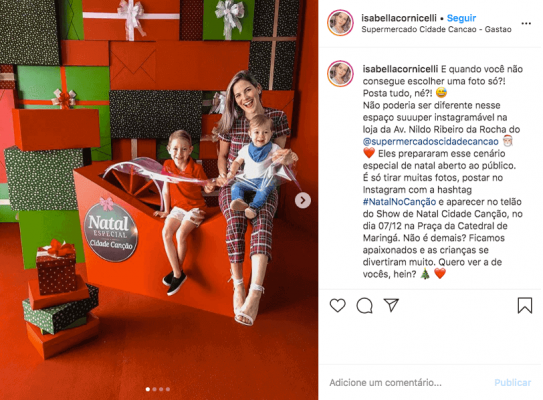 Natal
ESPECIAL
Cidade Canção
isabellacornicelli • Seguir
Supermercado Cidade Cancao - Gastao
isabellacornicelli E quando você não
consegue escolher uma foto só?!
Posta tudo, né?! 😅
Não poderia ser diferente nesse
espaço suuuper instagramável na
loja da Av. Nildo Ribeiro da Rocha do
@supermercadoscidadecancao 🎅
❤️ Eles prepararam esse cenário
especial de natal aberto ao público.
É só tirar muitas fotos, postar no
Instagram com a hashtag
#NatalNoCanção e aparecer no telão
do Show de Natal Cidade Canção, no
dia 07/12 na Praça da Catedral de
Maringá. Não é demais? Ficamos
apaixonados e as crianças se
divertiram muito. Quero ver a de
vocês, hein? 🎄 ❤️
Adicione um comentário...
Publicar